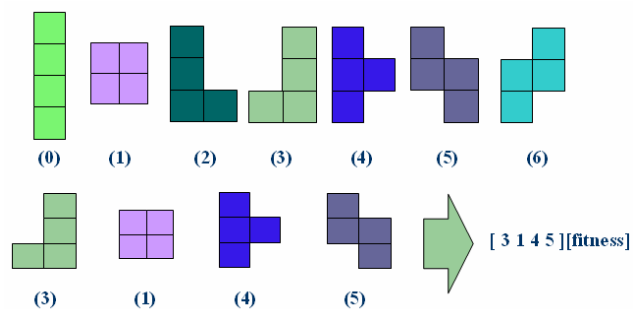 (0) (1) (2) (3) (4) (5) (6)
[ 3 1 4 5 ][fitness]
(3) (1) (4) (5)